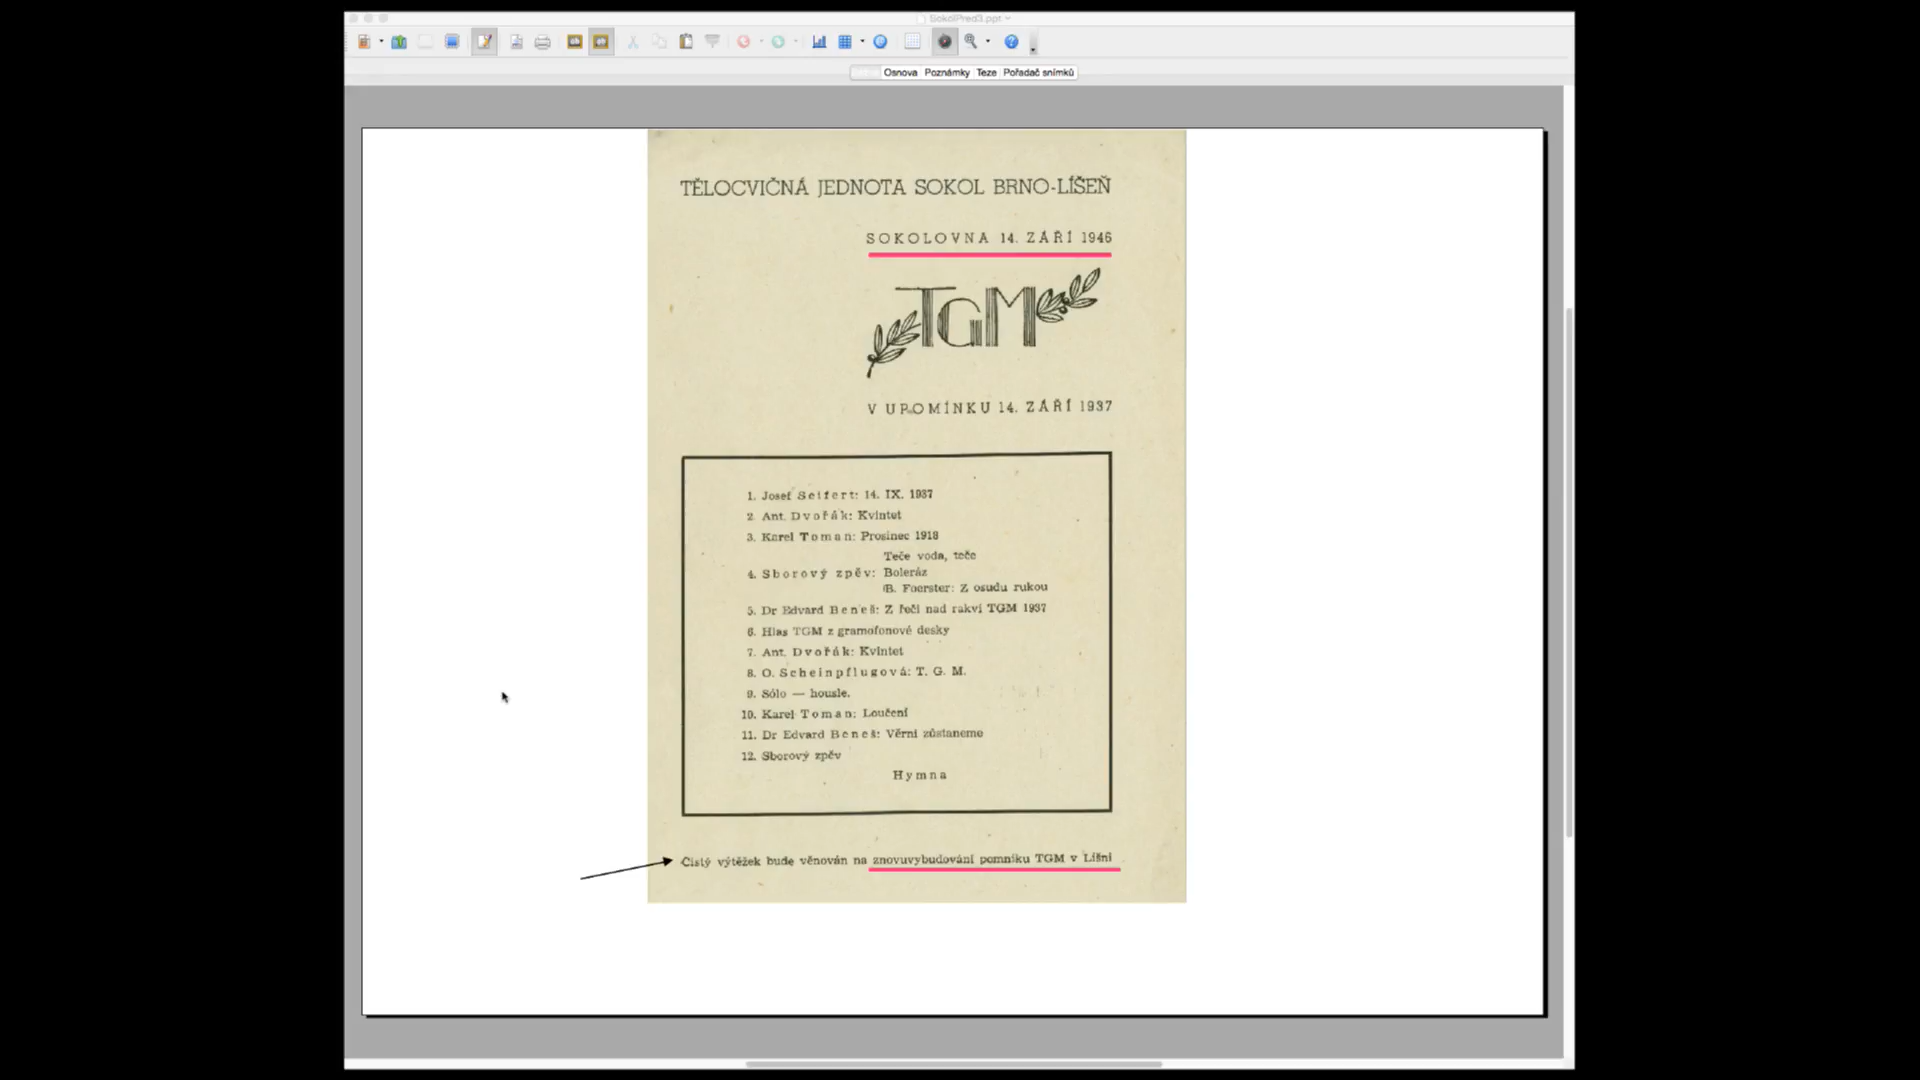 SokolPred3.ppt
Osnova Poznámky Teze Pořadač snímků
TĚLOCVIČNÁ JEDNOTA SOKOL BRNO-LÍŠEŇ
SOKOLOVNA 14. ZÁŘÍ 1946
TGM
V UPOMÍNKU 14. ZÁŘÍ 1937
1. Josef Seifert: 14. IX. 1937
2. Ant. Dvořák: Kvintet
3. Karel Toman: Prosinec 1918
Teče voda, teče
4. Sborový zpěv: Boleráz
B. Foerster: Z osudu rukou
5. Dr Edvard Beneš: Z řeči nad rakví TGM 1937
6. Hlas TGM z gramofonové desky
7. Ant. Dvořák: Kvintet
8. O. Scheinpflugová: T. G. M.
9. Sólo — housle.
10. Karel Toman: Loučení
11. Dr Edvard Beneš: Věrni zůstaneme
12. Sborový zpěv
Hymna
Čistý výtěžek bude věnován na znovuvybudování pomníku TGM v Líšni